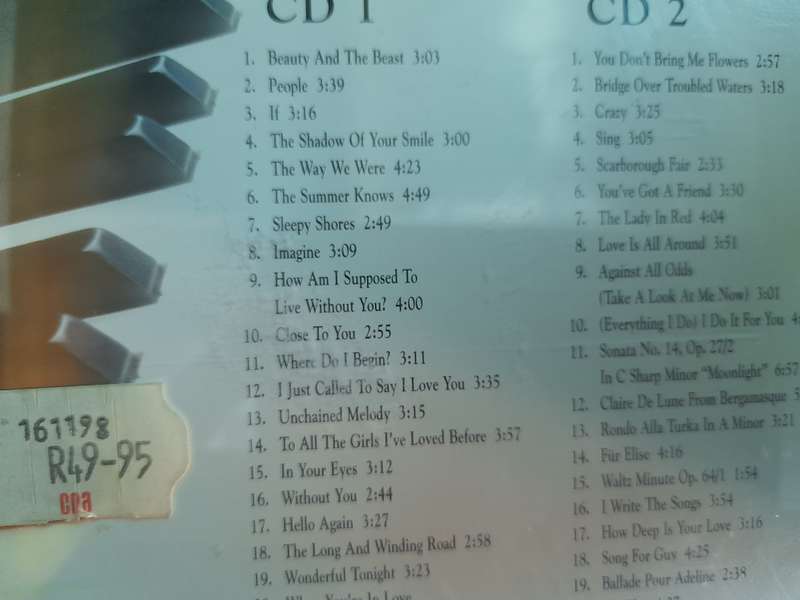 CD 1
1. Beauty And The Beast 3:03
2. People 3:39
3. If 3:16
4. The Shadow Of Your Smile 3:00
5. The Way We Were 4:23
6. The Summer Knows 4:49
7. Sleepy Shores 2:49
8. Imagine 3:09
9. How Am I Supposed To
Live Without You? 4:00
10. Close To You 2:55
11. Where Do I Begin? 3:11
12. I Just Called To Say I Love You 3:35
13. Unchained Melody 3:15
14. To All The Girls I've Loved Before 3:57
15. In Your Eyes 3:12
16. Without You 2:44
17. Hello Again 3:27
18. The Long And Winding Road 2:58
19. Wonderful Tonight 3:23
When You're In Love
CD 2
1. You Don't Bring Me Flowers 2:57
2. Bridge Over Troubled Waters 3:18
3. Crazy 3:25
4. Sing 3:05
5. Scarborough Fair 2:33
6. You've Got A Friend 3:30
7. The Lady In Red 4:04
8. Love Is All Around 3:51
9. Against All Odds
(Take A Look At Me Now) 3:01
10. (Everything I Do) I Do It For You 4:
11. Sonata No. 14, Op. 27/2
In C Sharp Minor "Moonlight" 6:57
12. Claire De Lune From Bergamasque
13. Rondo Alla Turka In A Minor 3:21
14. Für Elise 4:16
15. Waltz Minute Op. 64/1 1:54
16. I Write The Songs 3:54
17. How Deep Is Your Love 3:16
18. Song For Guy 4:25
19. Ballade Pour Adeline 2:38
161198
R49-95
cna